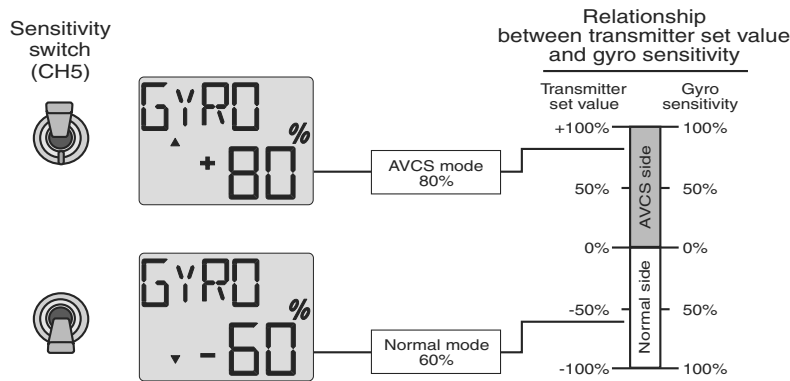 Sensitivity
switch
(CH5)
GYRO
%
+80
AVCS mode
80%
GYRO
%
-60
Normal mode
60%
Relationship
between transmitter set value
and gyro sensitivity
Transmitter
set value
Gyro
sensitivity
+100%
100%
50%
50%
0%
0%
-50%
50%
-100%
100%
AVCS side
Normal side